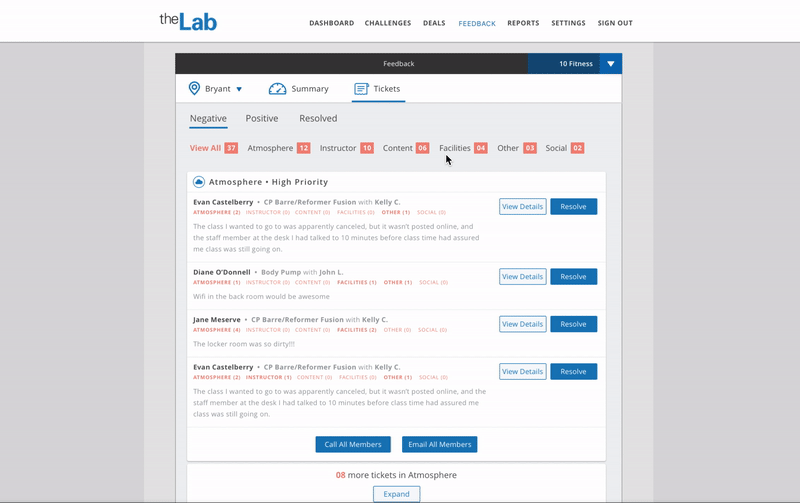 the Lab
DASHBOARD CHALLENGES DEALS FEEDBACK REPORTS SETTINGS SIGN OUT
Feedback
10 Fitness
Bryant Summary Tickets
Negative Positive Resolved
View All 37 Atmosphere 12 Instructor 10 Content 06 Facilities 04 Other 03 Social 02
Atmosphere • High Priority
Evan Castelberry • CP Barre/Reformer Fusion with Kelly C.
ATMOSPHERE (2) INSTRUCTOR (0) CONTENT (0) FACILITIES (0) OTHER (1) SOCIAL (0)
The class I wanted to go to was apparently canceled, but it wasn't posted online, and
the staff member at the desk I had talked to 10 minutes before class time had assured
me class was still going on.
View Details Resolve
Diane O'Donnell • Body Pump with John L.
ATMOSPHERE (1) INSTRUCTOR (0) CONTENT (0) FACILITIES (1) OTHER (1) SOCIAL (0)
Wifi in the back room would be awesome
View Details Resolve
Jane Meserve • CP Barre/Reformer Fusion with Kelly C.
ATMOSPHERE (4) INSTRUCTOR (0) CONTENT (0) FACILITIES (2) OTHER (0) SOCIAL (0)
The locker room was so dirty!!!
View Details Resolve
Evan Castelberry • CP Barre/Reformer Fusion with Kelly C.
ATMOSPHERE (2) INSTRUCTOR (1) CONTENT (0) FACILITIES (0) OTHER (1) SOCIAL (0)
The class I wanted to go to was apparently canceled, but it wasn't posted online, and the
staff member at the desk I had talked to 10 minutes before class time had assured me
class was still going on.
View Details Resolve
Call All Members Email All Members
08 more tickets in Atmosphere
Expand